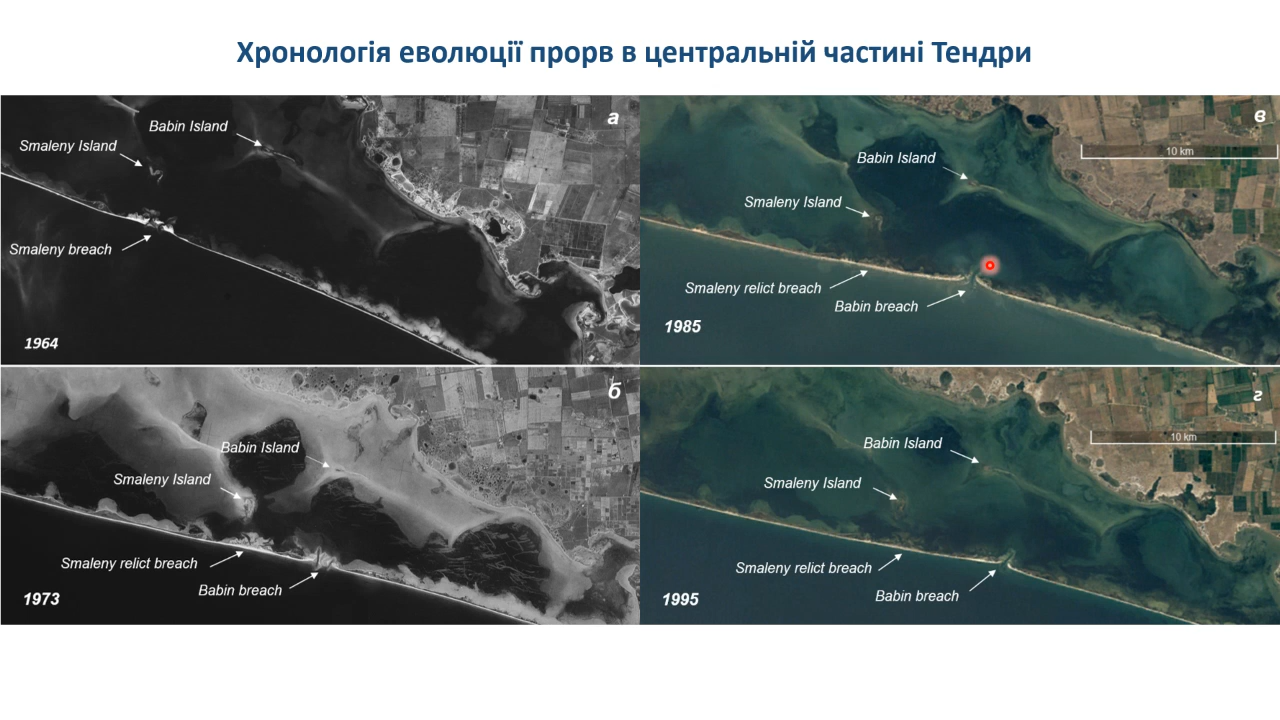 Хронологія еволюції прорв в центральній частині Тендри
а
Babin Island
Smaleny Island
Smaleny breach
1964
в
10 km
Babin Island
Smaleny Island
Smaleny relict breach
Babin breach
1985
б
Babin Island
Smaleny Island
Smaleny relict breach
Babin breach
1973
г
10 km
Babin Island
Smaleny Island
Smaleny relict breach
Babin breach
1995